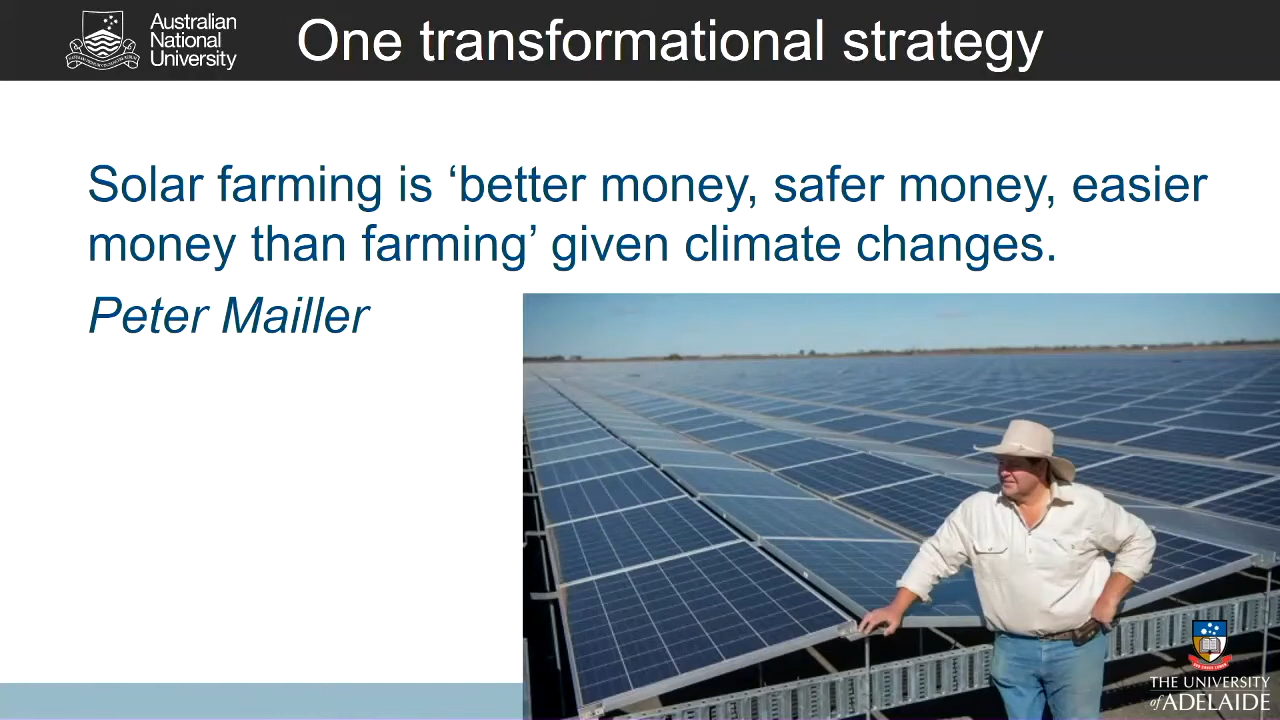 Australian
National
University
One transformational strategy
Solar farming is ‘better money, safer money, easier
money than farming’ given climate changes.
Peter Mailler
THE UNIVERSITY
of ADELAIDE